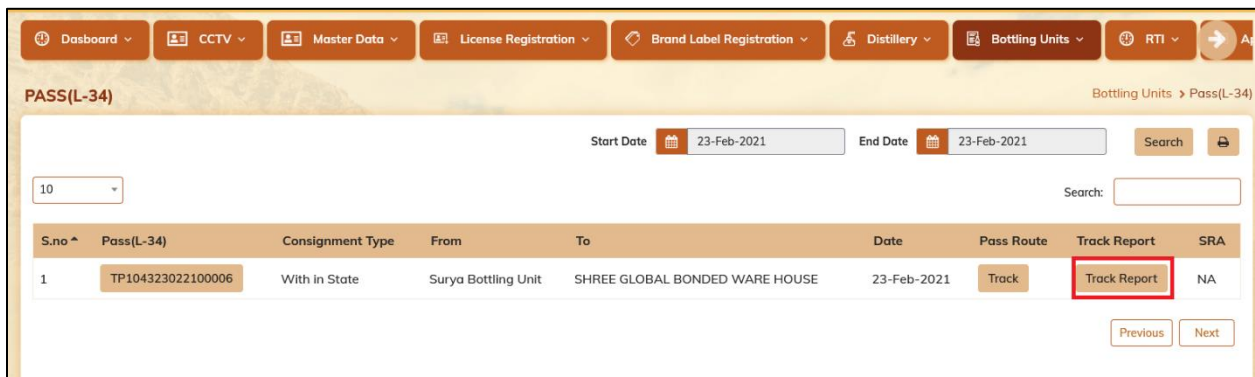 Dasboard CCTV Master Data License Registration Brand Label Registration Distillery Bottling Units RTI
PASS(L-34) Bottling Units > Pass(L-34)
Start Date 23-Feb-2021 End Date 23-Feb-2021 Search
10 Search:
S.no Pass(L-34) Consignment Type From To Date Pass Route Track Report SRA
1 TP104323022100006 With in State Surya Bottling Unit SHREE GLOBAL BONDED WARE HOUSE 23-Feb-2021 Track Track Report NA
Previous Next